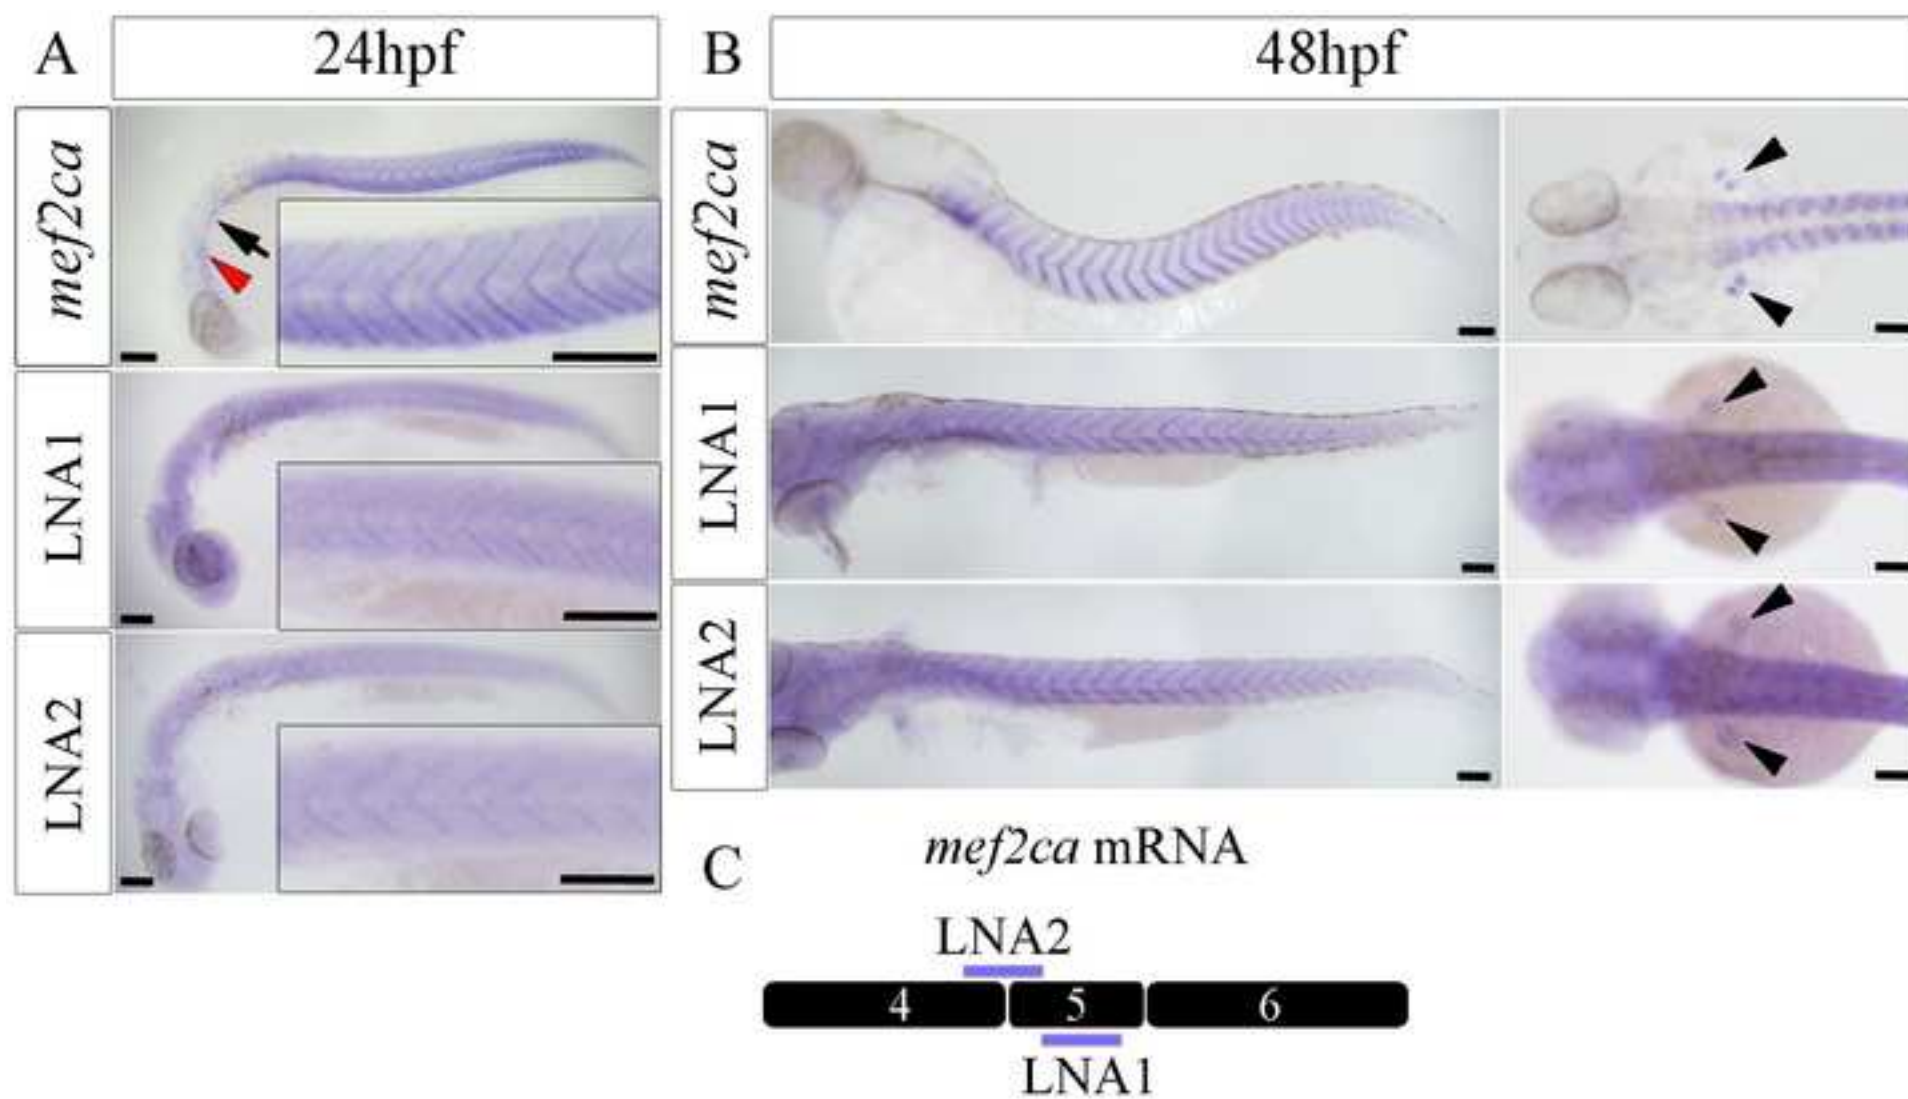 A
24hpf
B
48hpf
mef2ca
mef2ca
LNA1
LNA1
LNA2
LNA2
C
mef2ca mRNA
LNA2
4
5
6
LNA1